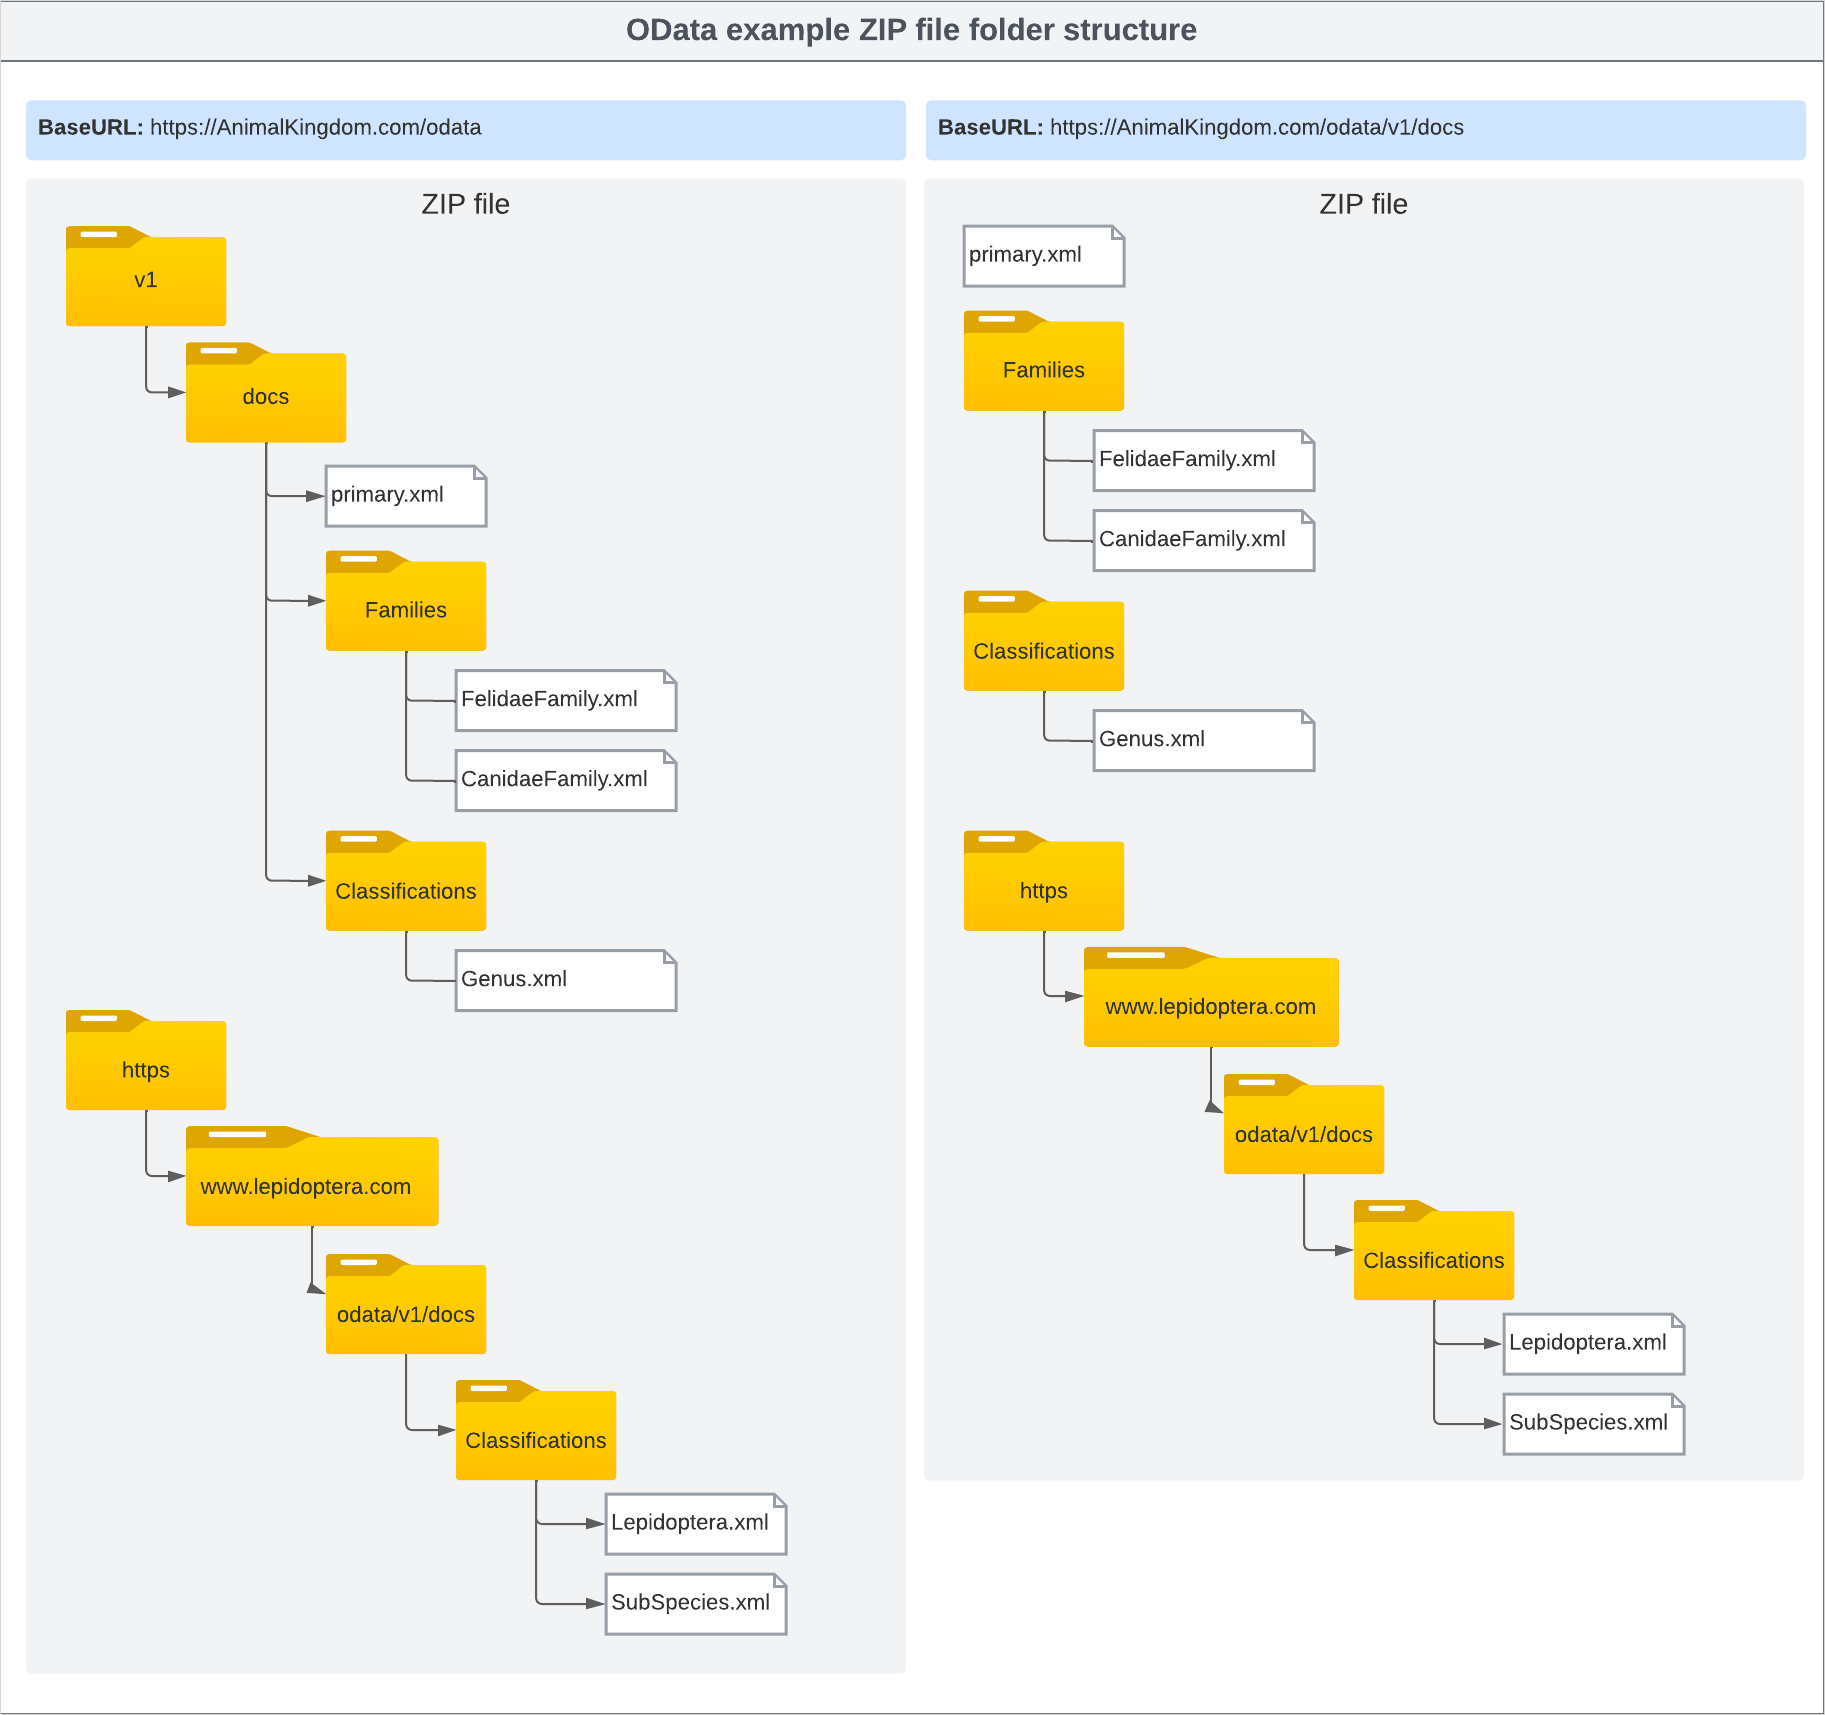 OData example ZIP file folder structure
BaseURL: https://AnimalKingdom.com/odata
ZIP file
v1
docs
primary.xml
Families
FelidaeFamily.xml
CanidaeFamily.xml
Classifications
Genus.xml
https
www.lepidoptera.com
odata/v1/docs
Classifications
Lepidoptera.xml
SubSpecies.xml
BaseURL: https://AnimalKingdom.com/odata/v1/docs
ZIP file
primary.xml
Families
FelidaeFamily.xml
CanidaeFamily.xml
Classifications
Genus.xml
https
www.lepidoptera.com
odata/v1/docs
Classifications
Lepidoptera.xml
SubSpecies.xml